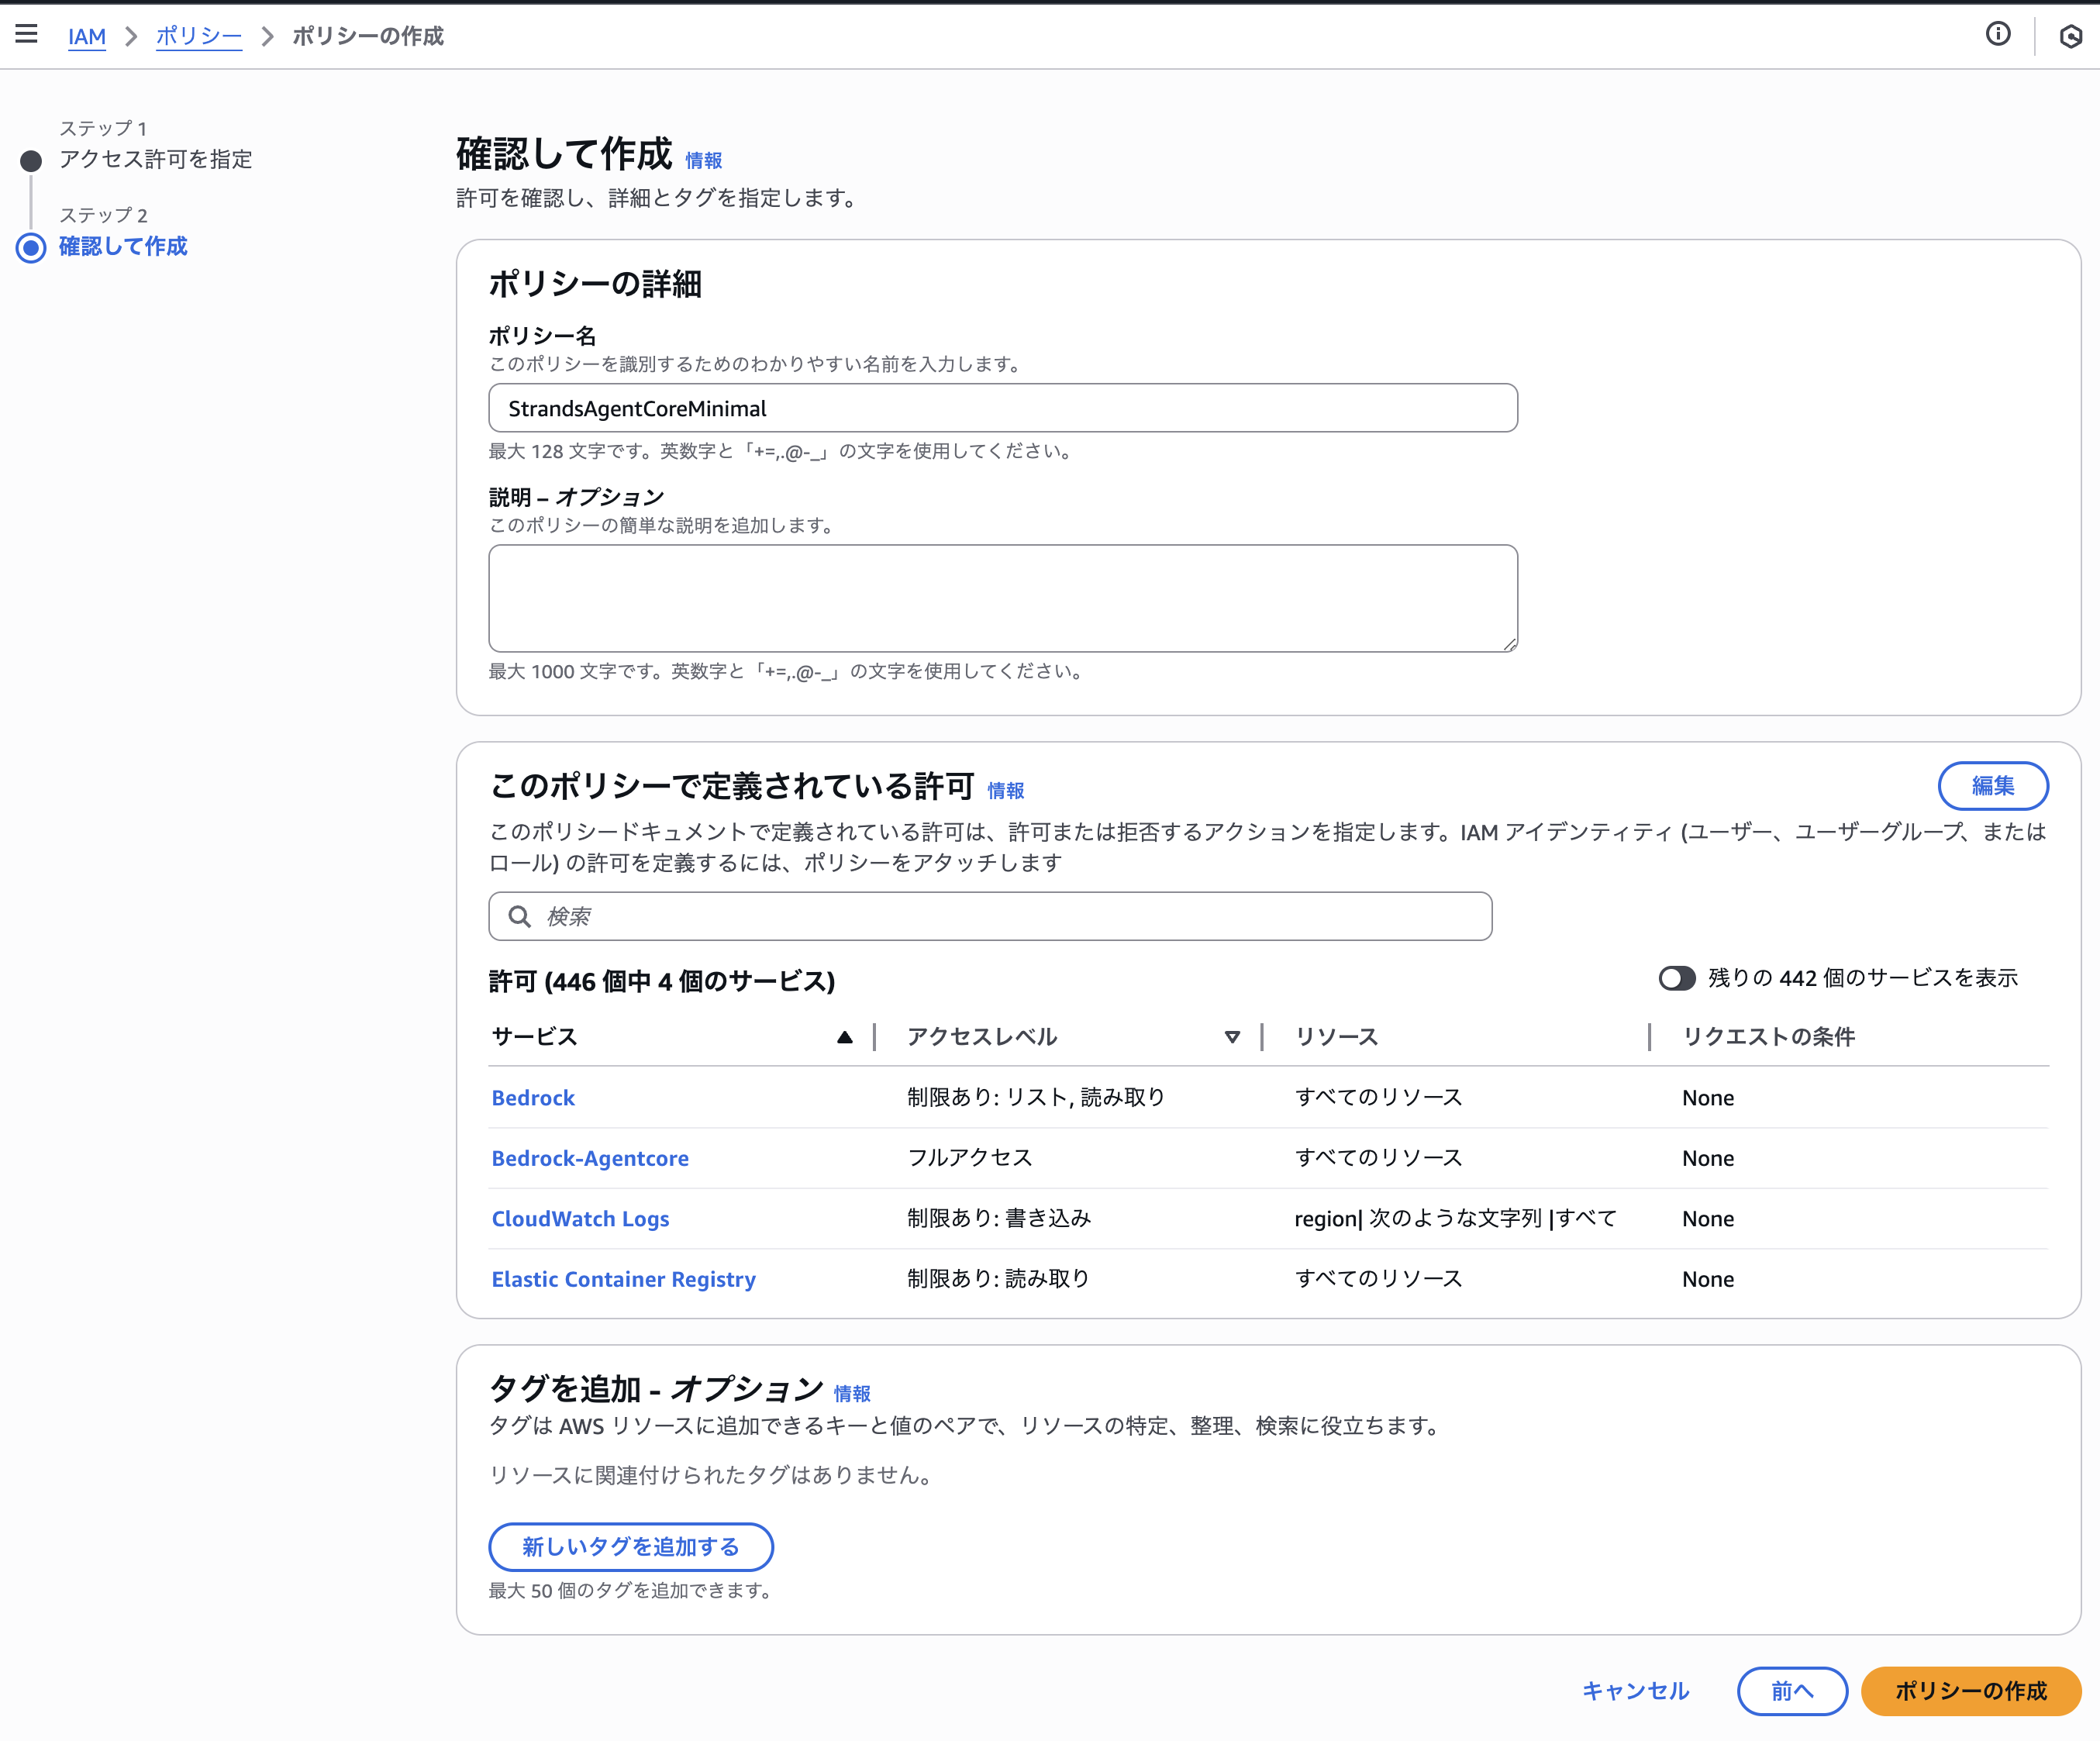 IAM > ポリシー > ポリシーの作成
ステップ 1
アクセス許可を指定
ステップ 2
確認して作成
確認して作成 情報
許可を確認し、詳細とタグを指定します。
ポリシーの詳細
ポリシー名
このポリシーを識別するためのわかりやすい名前を入力します。
StrandsAgentCoreMinimal
最大 128 文字です。英数字と「+=,.@-_」の文字を使用してください。
説明 – オプション
このポリシーの簡単な説明を追加します。
最大 1000 文字です。英数字と「+=,.@-_」の文字を使用してください。
このポリシーで定義されている許可 情報
編集
このポリシードキュメントで定義されている許可は、許可または拒否するアクションを指定します。IAM アイデンティティ (ユーザー、ユーザーグループ、または
ロール) の許可を定義するには、ポリシーをアタッチします
検索
許可 (446 個中 4 個のサービス)
残りの 442 個のサービスを表示
サービス アクセスレベル リソース リクエストの条件
Bedrock 制限あり: リスト, 読み取り すべてのリソース None
Bedrock-Agentcore フルアクセス すべてのリソース None
CloudWatch Logs 制限あり: 書き込み region| 次のような文字列 |すべて None
Elastic Container Registry 制限あり: 読み取り すべてのリソース None
タグを追加 - オプション 情報
タグは AWS リソースに追加できるキーと値のペアで、リソースの特定、整理、検索に役立ちます。
リソースに関連付けられたタグはありません。
新しいタグを追加する
最大 50 個のタグを追加できます。
キャンセル 前へ ポリシーの作成